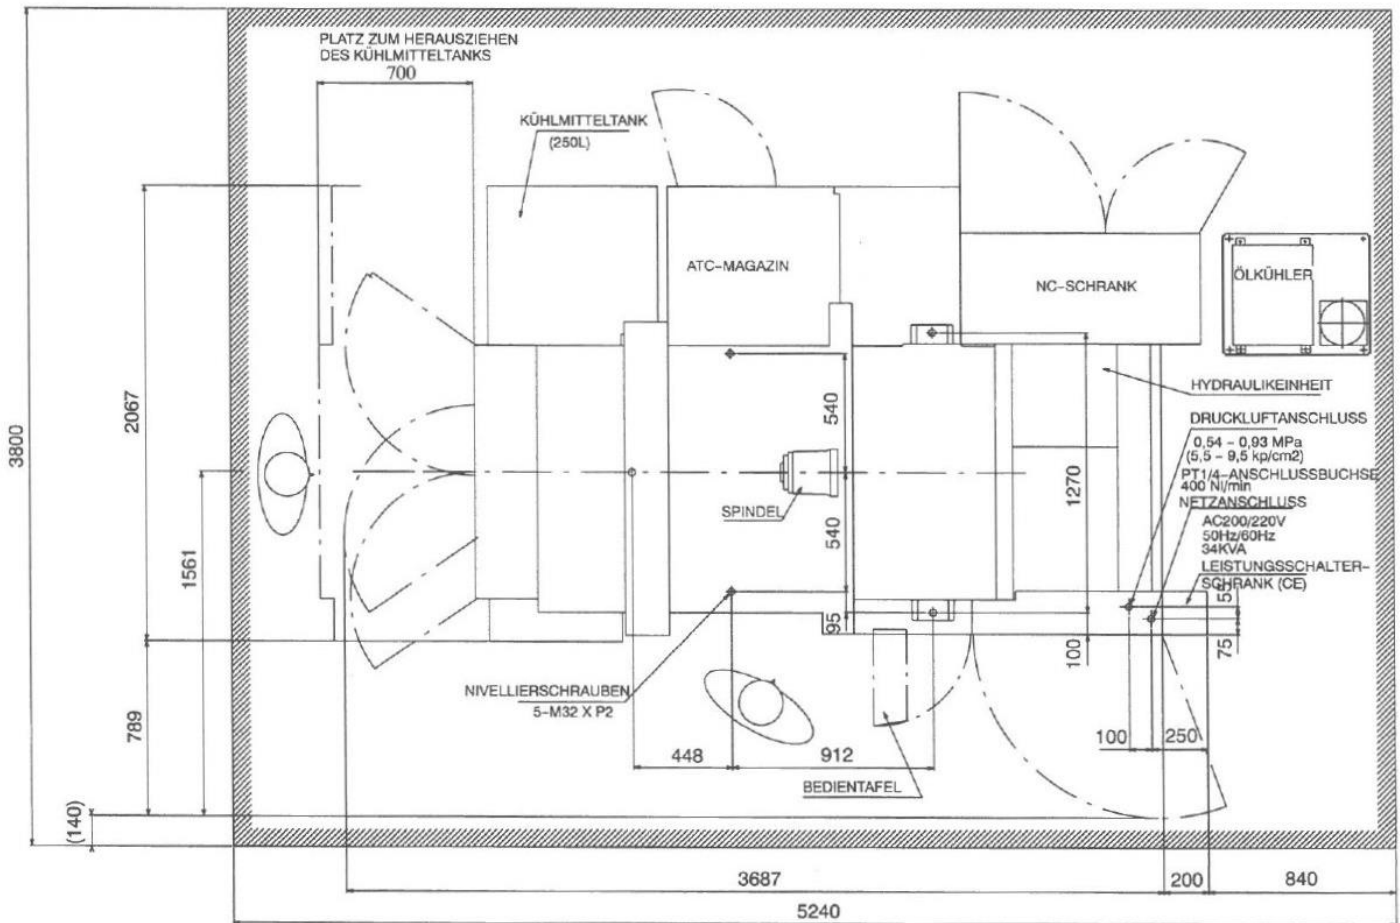 PLATZ ZUM HERAUSZIEHEN
DES KÜHLMITTELTANKS
700
KÜHLMITTELTANK
(250L)
ATC-MAGAZIN
NC-SCHRANK
ÖLKÜHLER
HYDRAULIKEINHEIT
DRUCKLUFTANSCHLUSS
0,54 - 0,93 MPa
(5,5 - 9,5 kp/cm2)
PT1/4-ANSCHLUSSBUCHSE
400 Nl/min
NETZANSCHLUSS
AC200/220V
50Hz/60Hz
34KVA
LEISTUNGSSCHALTER-
SCHRANK (CE)
SPINDEL
540
540
1270
95
100
55
75
3800
2067
1561
789
(140)
NIVELLIERSCHRAUBEN
5-M32 X P2
448
912
100
250
BEDIENTAFEL
3687
200
840
5240